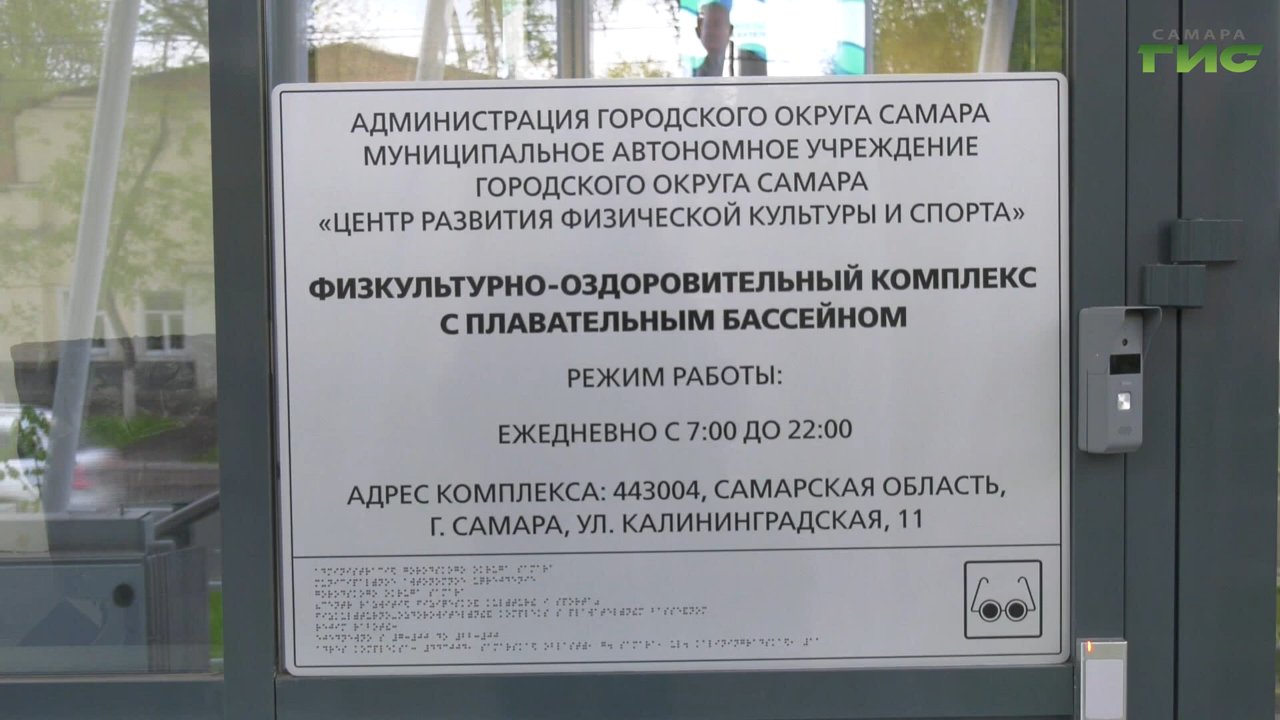 САМАРА
ГИС
АДМИНИСТРАЦИЯ ГОРОДСКОГО ОКРУГА САМАРА
МУНИЦИПАЛЬНОЕ АВТОНОМНОЕ УЧРЕЖДЕНИЕ
ГОРОДСКОГО ОКРУГА САМАРА
«ЦЕНТР РАЗВИТИЯ ФИЗИЧЕСКОЙ КУЛЬТУРЫ И СПОРТА»
ФИЗКУЛЬТУРНО-ОЗДОРОВИТЕЛЬНЫЙ КОМПЛЕКС
С ПЛАВАТЕЛЬНЫМ БАССЕЙНОМ
РЕЖИМ РАБОТЫ:
ЕЖЕДНЕВНО С 7:00 ДО 22:00
АДРЕС КОМПЛЕКСА: 443004, САМАРСКАЯ ОБЛАСТЬ,
Г. САМАРА, УЛ. КАЛИНИНГРАДСКАЯ, 11